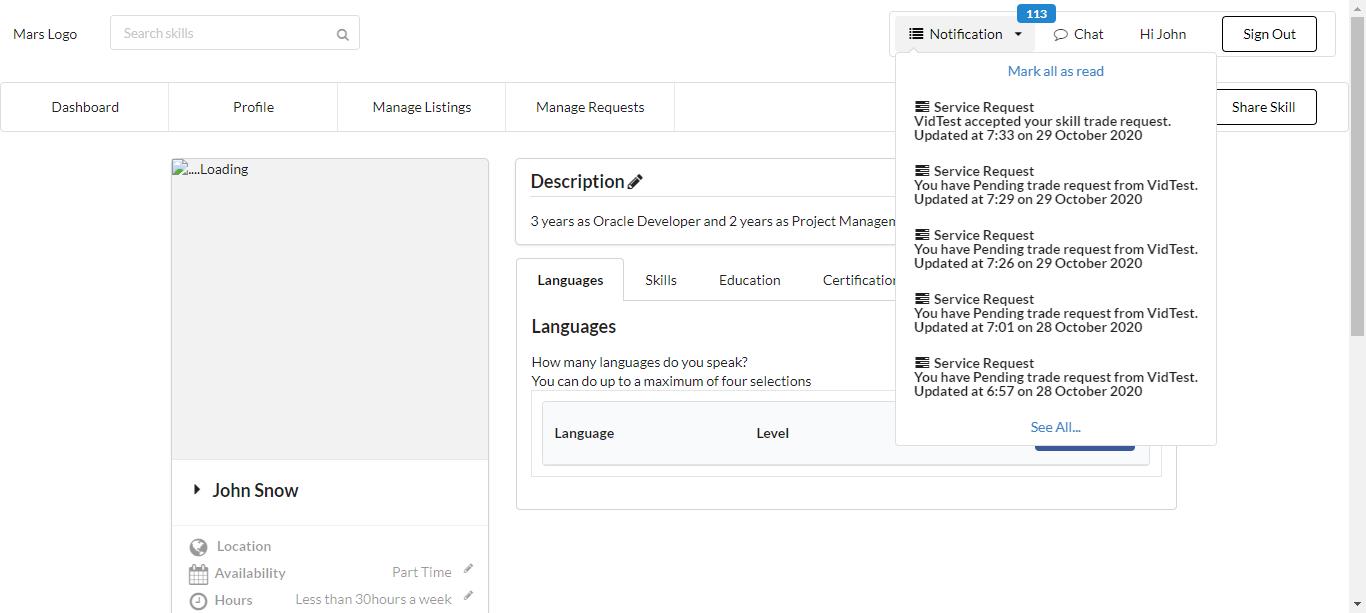 113
Mars Logo
Search skills
Notification
Chat
Hi John
Sign Out
Mark all as read
Dashboard
Profile
Manage Listings
Manage Requests
Share Skill
Service Request
VidTest accepted your skill trade request.
Updated at 7:33 on 29 October 2020
Service Request
You have Pending trade request from VidTest.
Updated at 7:29 on 29 October 2020
Service Request
You have Pending trade request from VidTest.
Updated at 7:26 on 29 October 2020
Service Request
You have Pending trade request from VidTest.
Updated at 7:01 on 28 October 2020
Service Request
You have Pending trade request from VidTest.
Updated at 6:57 on 28 October 2020
See All...
....Loading
Description
3 years as Oracle Developer and 2 years as Project Managem
Languages
Skills
Education
Certification
Languages
How many languages do you speak?
You can do up to a maximum of four selections
Language
Level
John Snow
Location
Availability
Part Time
Hours
Less than 30hours a week